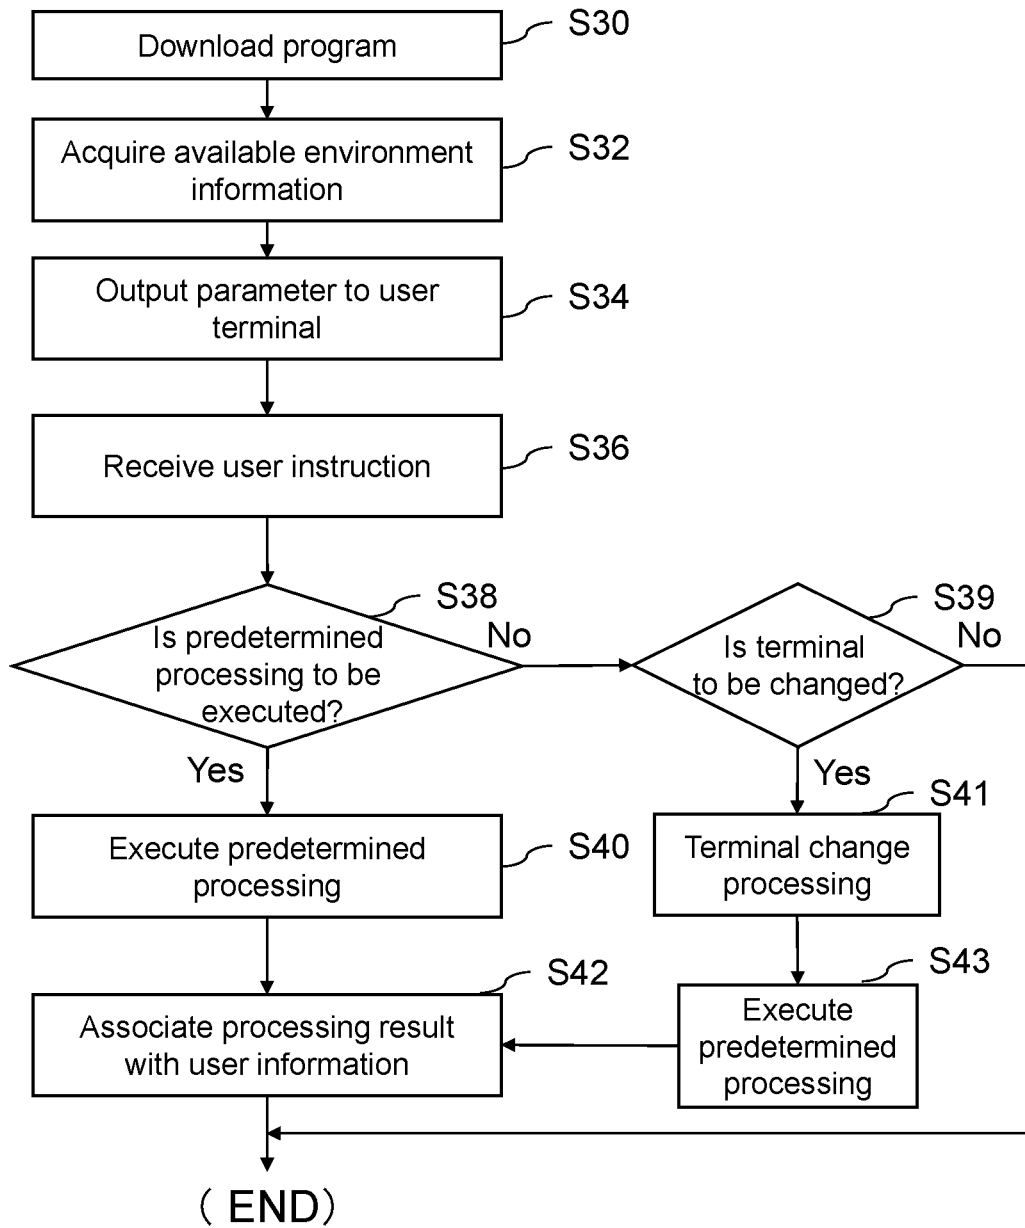 Download program
S30
Acquire available environment
information
S32
Output parameter to user
terminal
S34
Receive user instruction
S36
S38
Is predetermined
processing to be
executed?
No
Yes
S39
Is terminal
to be changed?
No
Yes
Execute predetermined
processing
S40
S41
Terminal change
processing
S42
Associate processing result
with user information
S43
Execute
predetermined
processing
( END)